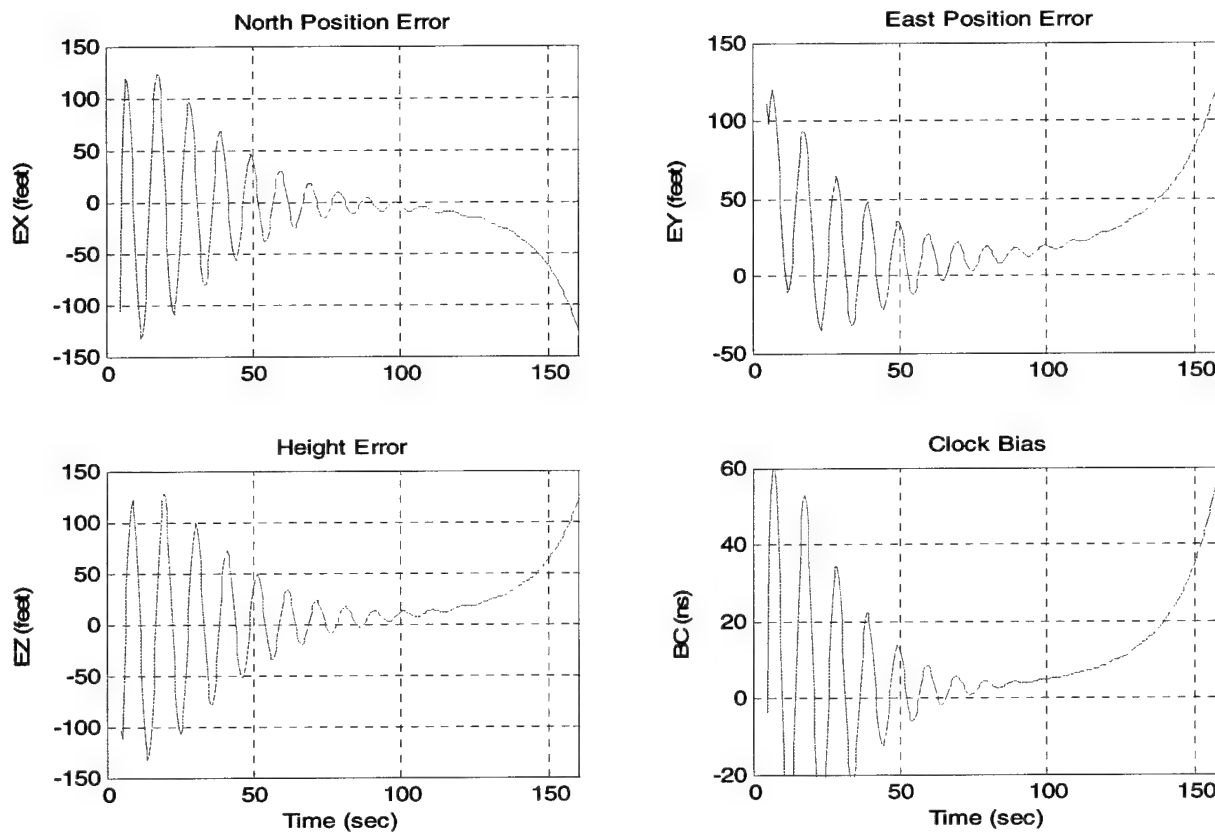 North Position Error
150
100
50
0
-50
-100
-150
EX (feet)
0 50 100 150
East Position Error
150
100
50
0
-50
EY (feet)
0 50 100 150
Height Error
150
100
50
0
-50
-100
-150
EZ (feet)
0 50 100 150
Time (sec)
Clock Bias
60
40
20
0
-20
BC (ns)
0 50 100 150
Time (sec)